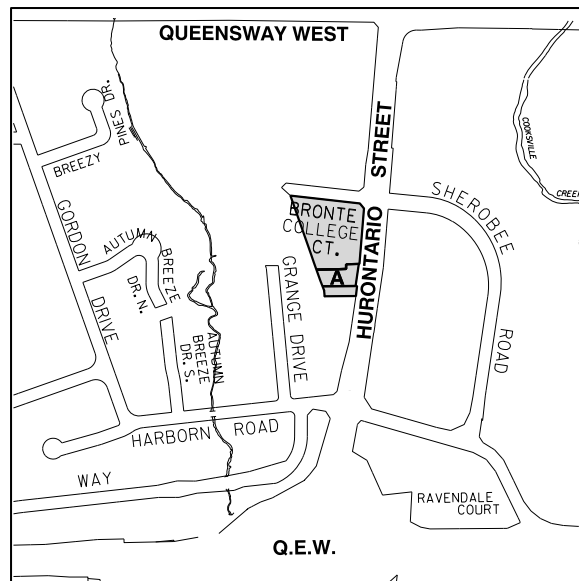 QUEENSWAY WEST
PINES DR.
BREEZY
GORDON
DRIVE
AUTUMN
BREEZE
DR. N.
AUTUMN
BREEZE
DR. S.
GRANGE DRIVE
BRONTE
COLLEGE
CT.
A
HURONTARIO STREET
SHEROBEE
ROAD
COOKSVILLE
CREEK
HARBORN ROAD
WAY
RAVENDALE
COURT
Q.E.W.